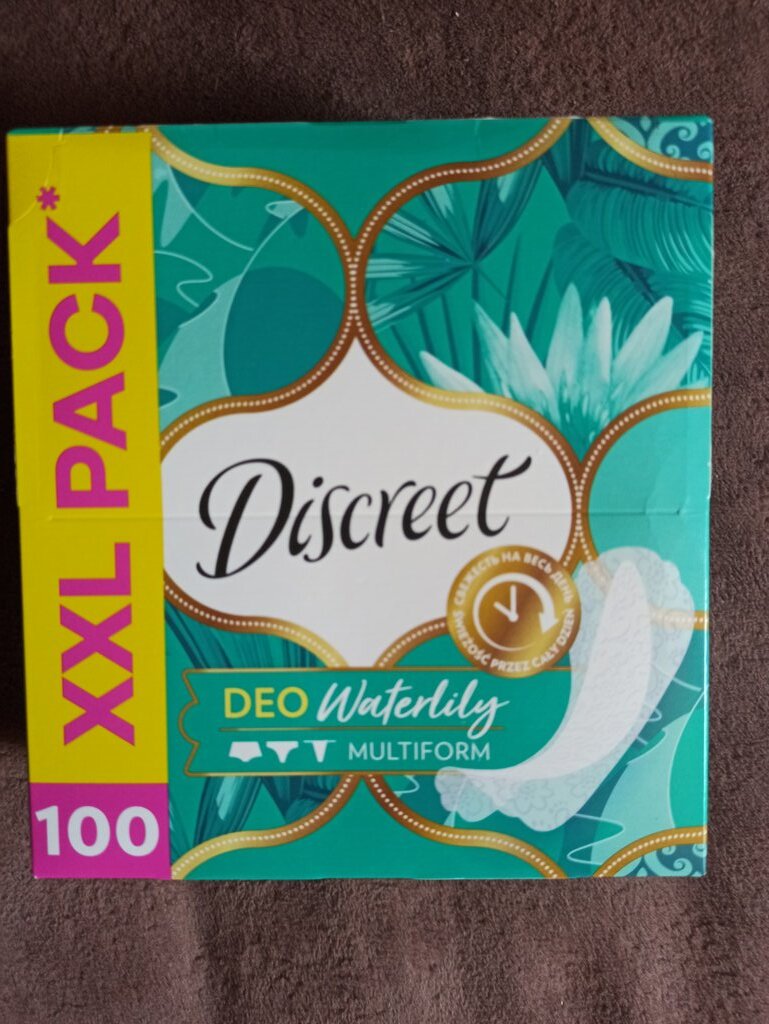 XXL PACK*
100
Discreet
СВЕЖЕСТЬ НА ВЕСЬ ДЕНЬ
ŚWIEŻOŚĆ PRZEZ CAŁY DZIEŃ
DEO Waterlily
MULTIFORM